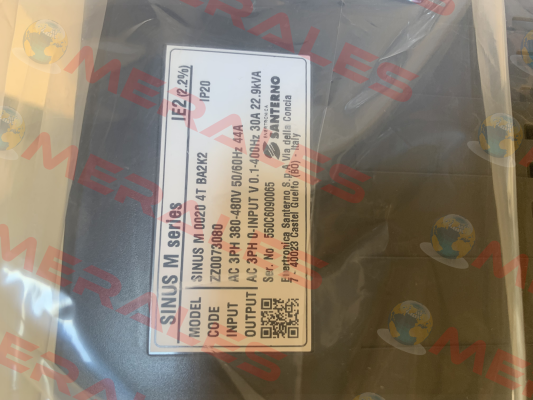 SINUS M series IE2 (2.2%)
MODEL SINUS M 0020 4T BA2K2 IP20
CODE ZZ0073080
INPUT AC 3PH 380-480V 50/60Hz 44A
OUTPUT AC 3PH 0-INPUT V 0.1-400Hz 30A 22.9kVA
Ser. No 550C6090065
SANTERNO
Enertronica Santerno S.p.A Via della Concia
7 - 40023 Castel Guelfo (BO) - Italy
MERALES